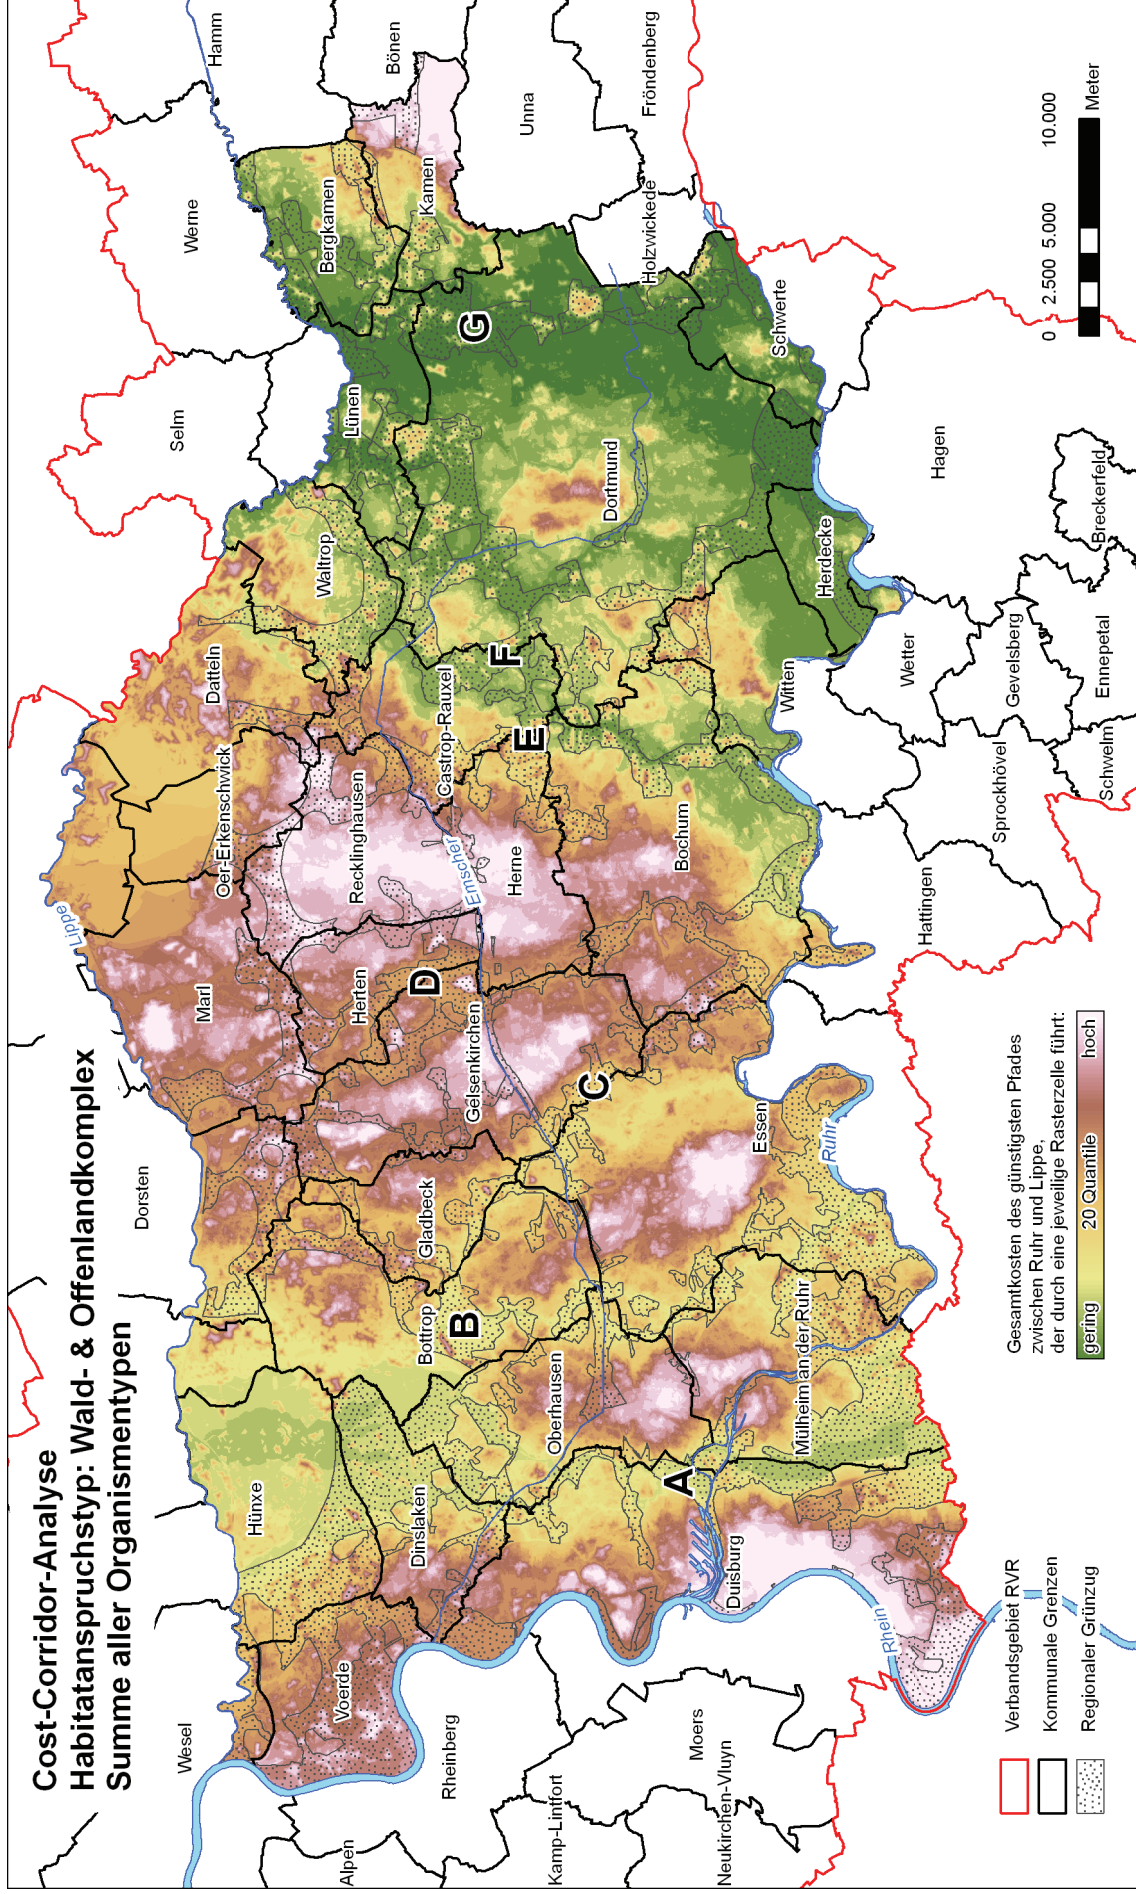 Cost-Corridor-Analyse
Habitatanspruchstyp: Wald- & Offenlandkomplex
Summe aller Organismentypen
Wesel
Dorsten
Lippe
Selm
Werne
Hamm
Voerde
Hünxe
Marl
Oer-Erkenschwick
Datteln
Waltrop
Lünen
Bergkamen
Bönen
Alpen
Rheinberg
Dinslaken
Bottrop
Gladbeck
Herten
Recklinghausen
Castrop-Rauxel
Kamen
B
D
G
Kamp-Lintfort
Oberhausen
Gelsenkirchen
Emscher
Herne
E
F
Unna
C
Dortmund
Moers
Neukirchen-Vluyn
Duisburg
A
Mülheim an der Ruhr
Essen
Bochum
Holzwickede
Fröndenberg
Rhein
Ruhr
Witten
Herdecke
Schwerte
Hattingen
Wetter
Hagen
Sprockhövel
Gevelsberg
Schwelm
Ennepetal
Breckerfeld
Verbandsgebiet RVR
Kommunale Grenzen
Regionaler Grünzug
Gesamtkosten des günstigsten Pfades
zwischen Ruhr und Lippe,
der durch eine jeweilige Rasterzelle führt:
gering 20 Quantile hoch
0 2.500 5.000 10.000
Meter